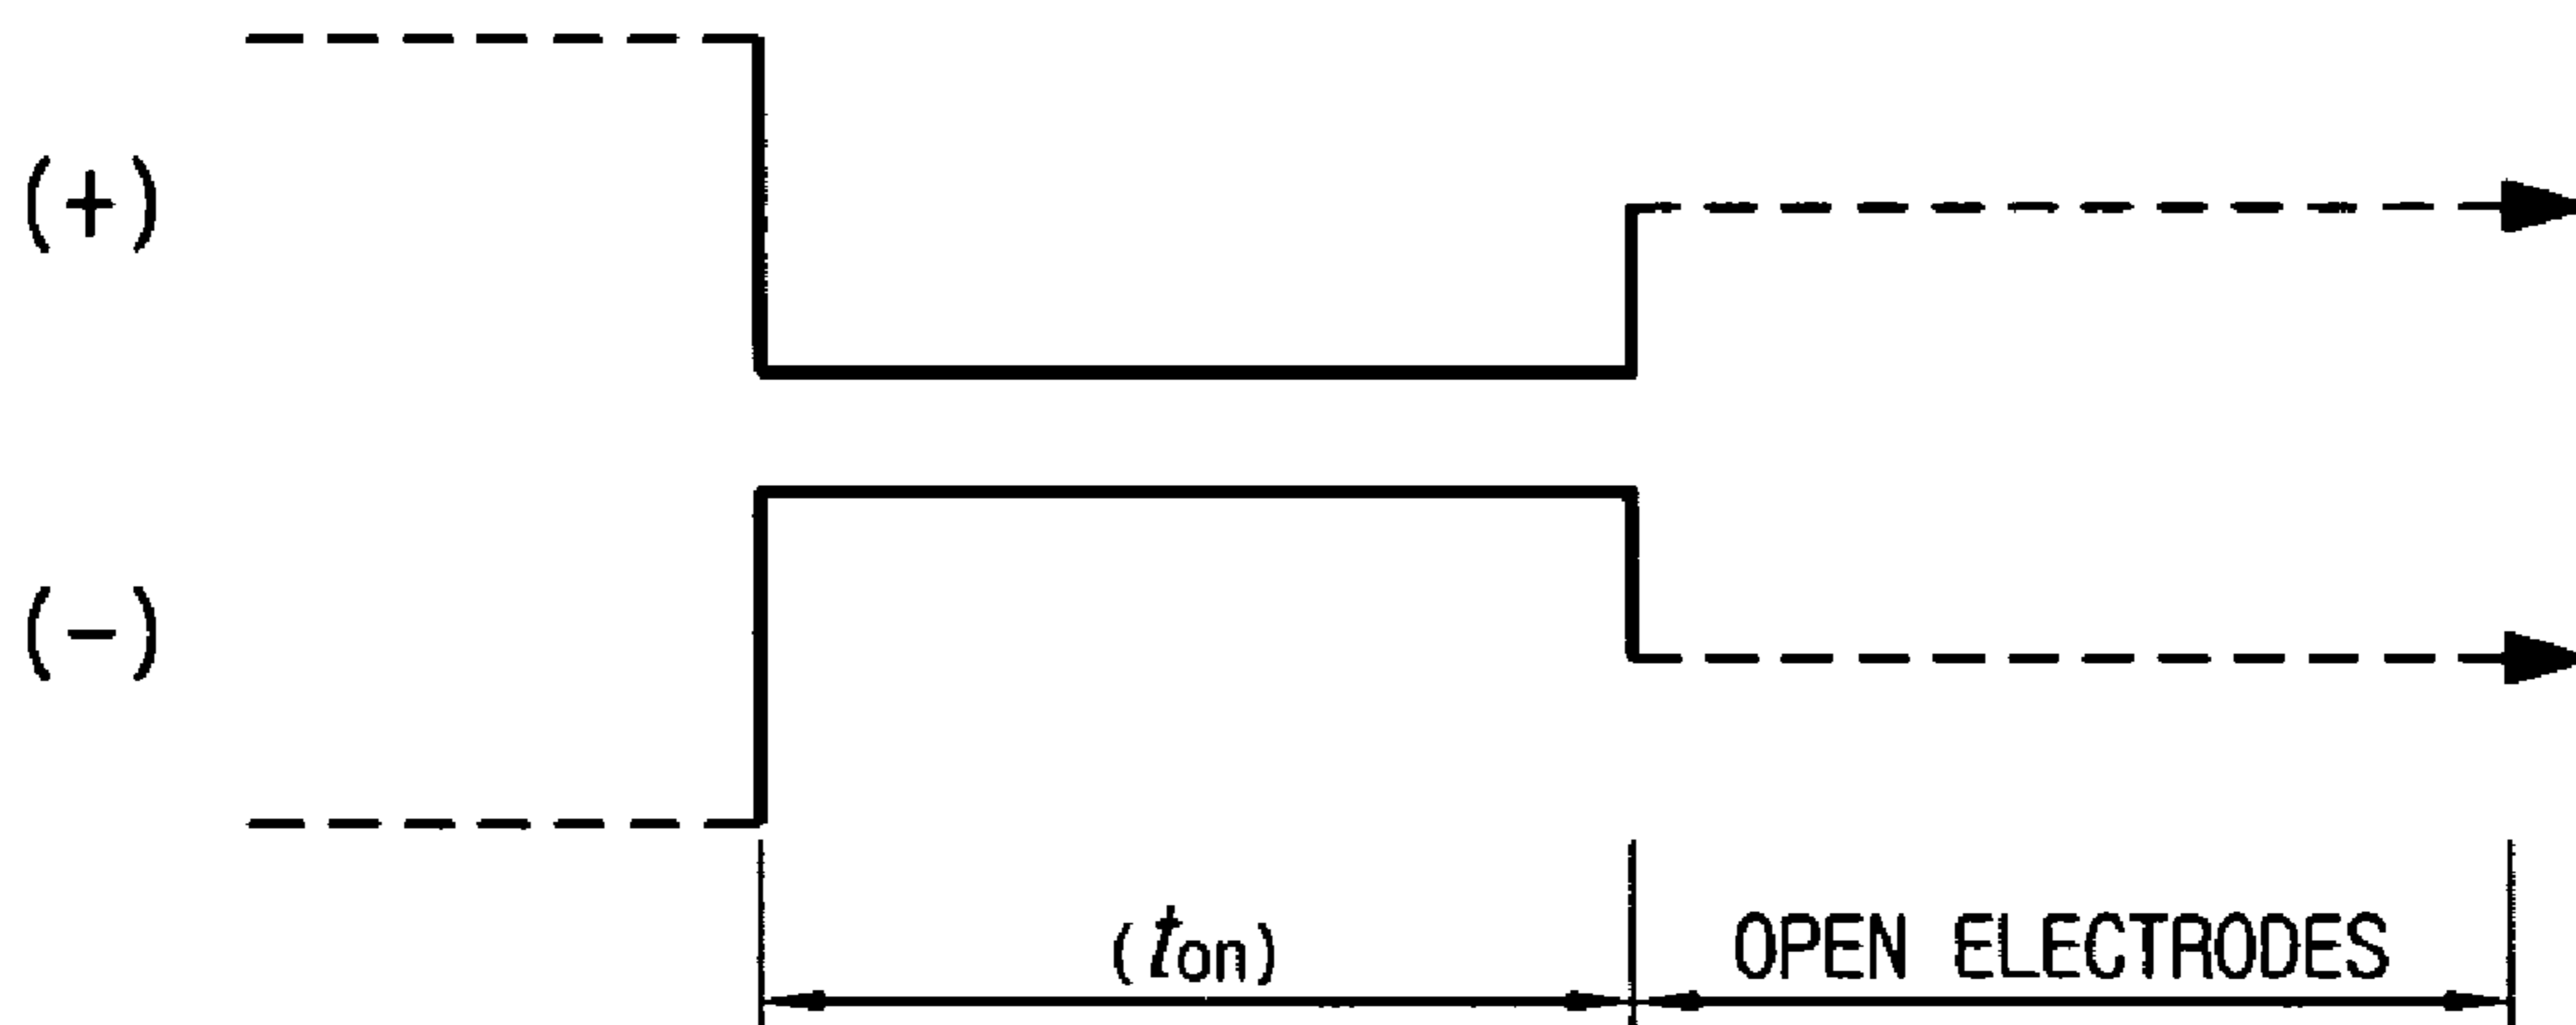 (+)
(-)
(ton)
OPEN ELECTRODES